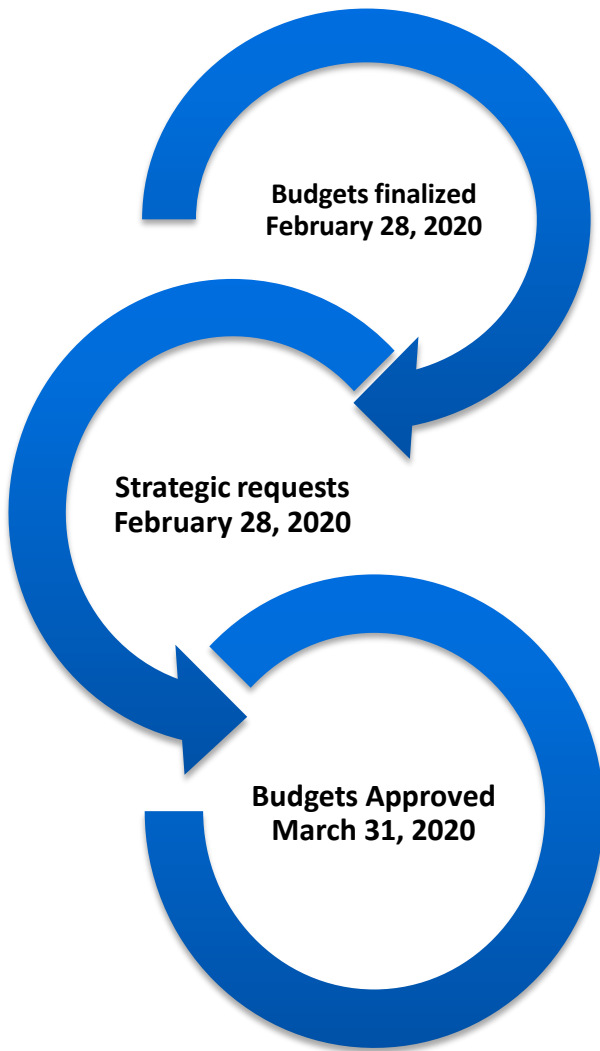 Budgets finalized
February 28, 2020
Strategic requests
February 28, 2020
Budgets Approved
March 31, 2020